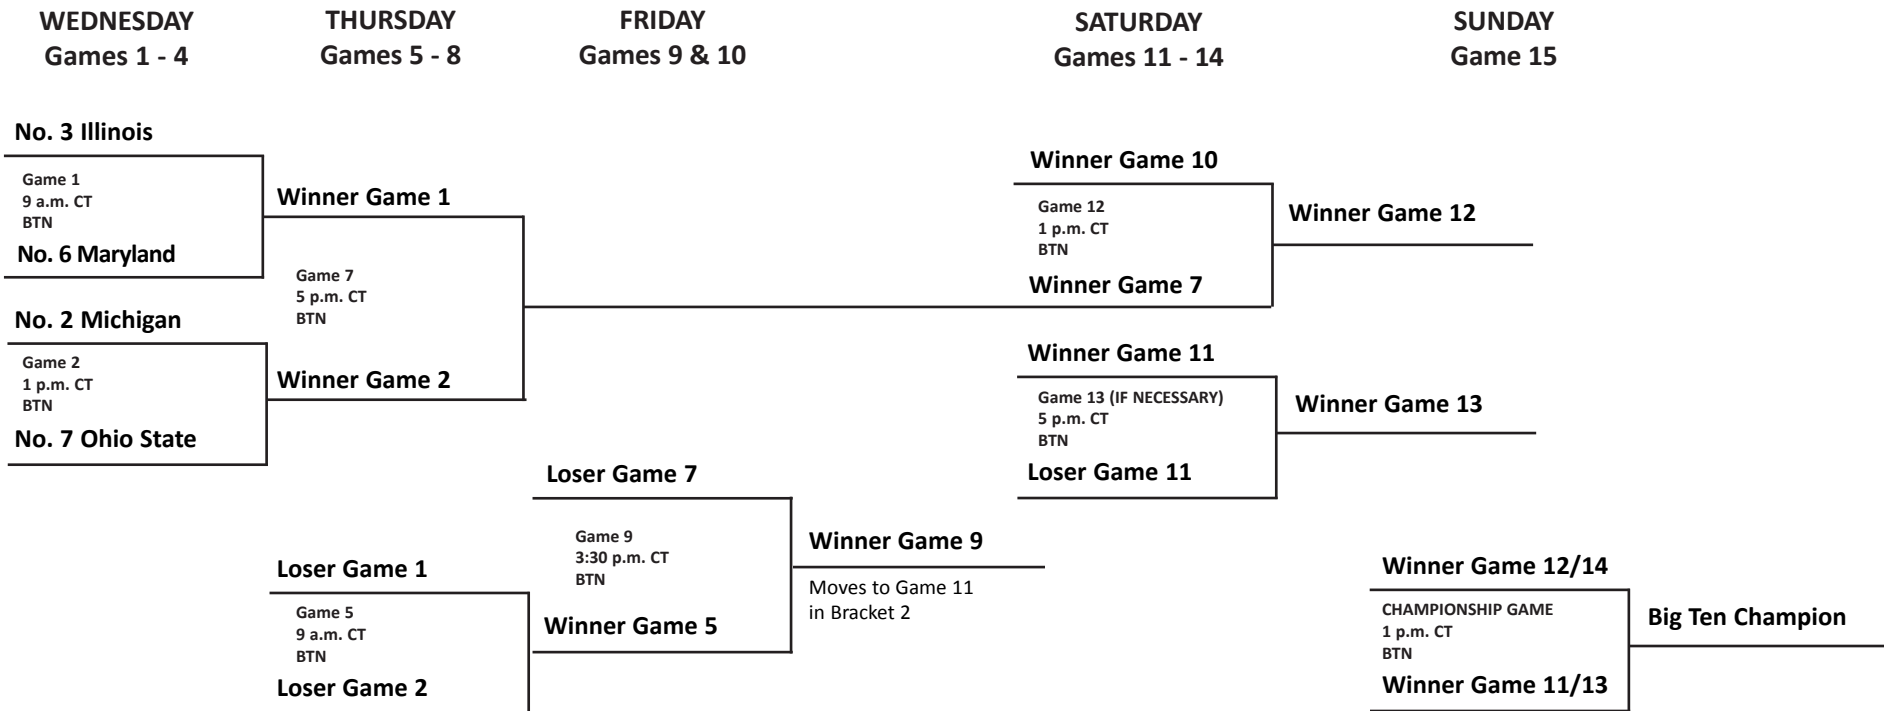 WEDNESDAY
Games 1 - 4
THURSDAY
Games 5 - 8
FRIDAY
Games 9 & 10
SATURDAY
Games 11 - 14
SUNDAY
Game 15
No. 3 Illinois
Game 1
9 a.m. CT
BTN
No. 6 Maryland
No. 2 Michigan
Game 2
1 p.m. CT
BTN
No. 7 Ohio State
Winner Game 1
Game 7
5 p.m. CT
BTN
Winner Game 2
Loser Game 1
Game 5
9 a.m. CT
BTN
Loser Game 2
Loser Game 7
Game 9
3:30 p.m. CT
BTN
Winner Game 5
Winner Game 9
Moves to Game 11
in Bracket 2
Winner Game 10
Game 12
1 p.m. CT
BTN
Winner Game 7
Winner Game 11
Game 13 (IF NECESSARY)
5 p.m. CT
BTN
Loser Game 11
Winner Game 12
Winner Game 13
Winner Game 12/14
CHAMPIONSHIP GAME
1 p.m. CT
BTN
Winner Game 11/13
Big Ten Champion